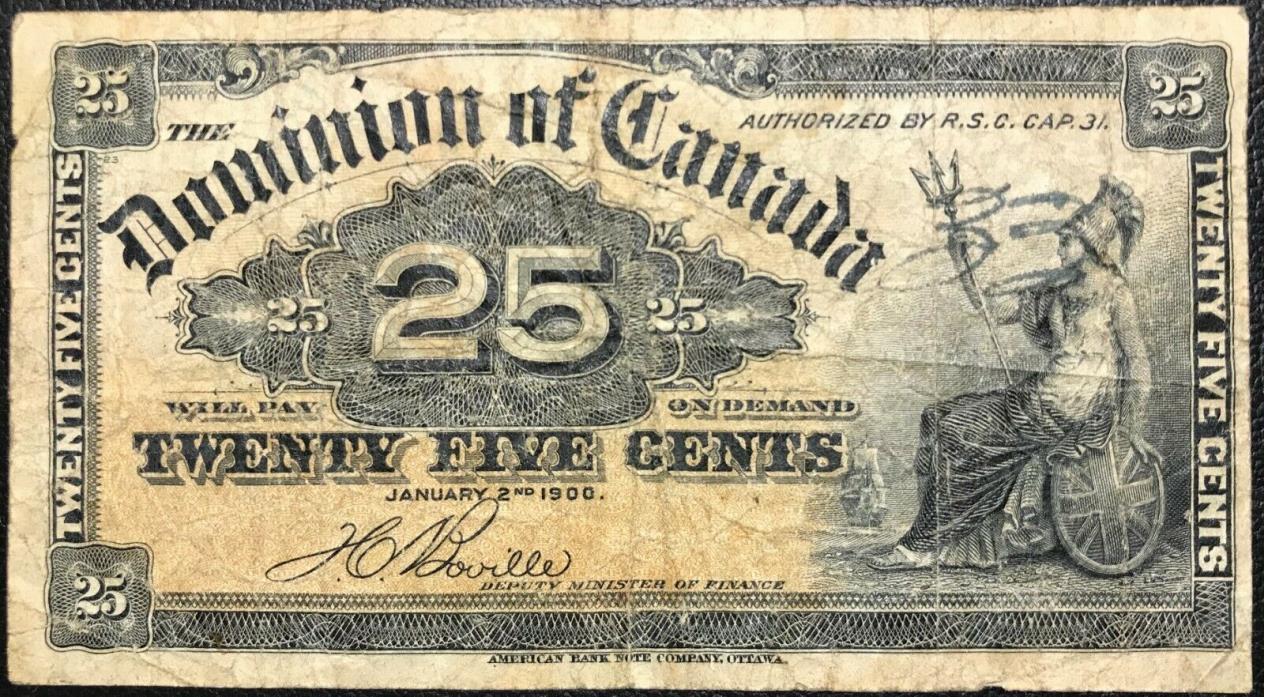 25
25
THE
AUTHORIZED BY R.S.C. CAP. 31.
Dominion of Canada
23
25
25
25
TWENTY FIVE CENTS
TWENTY FIVE CENTS
WILL PAY ON DEMAND
TWENTY FIVE CENTS
JANUARY 2ND 1900.
J.C. Boville
DEPUTY MINISTER OF FINANCE
25
AMERICAN BANK NOTE COMPANY, OTTAWA.